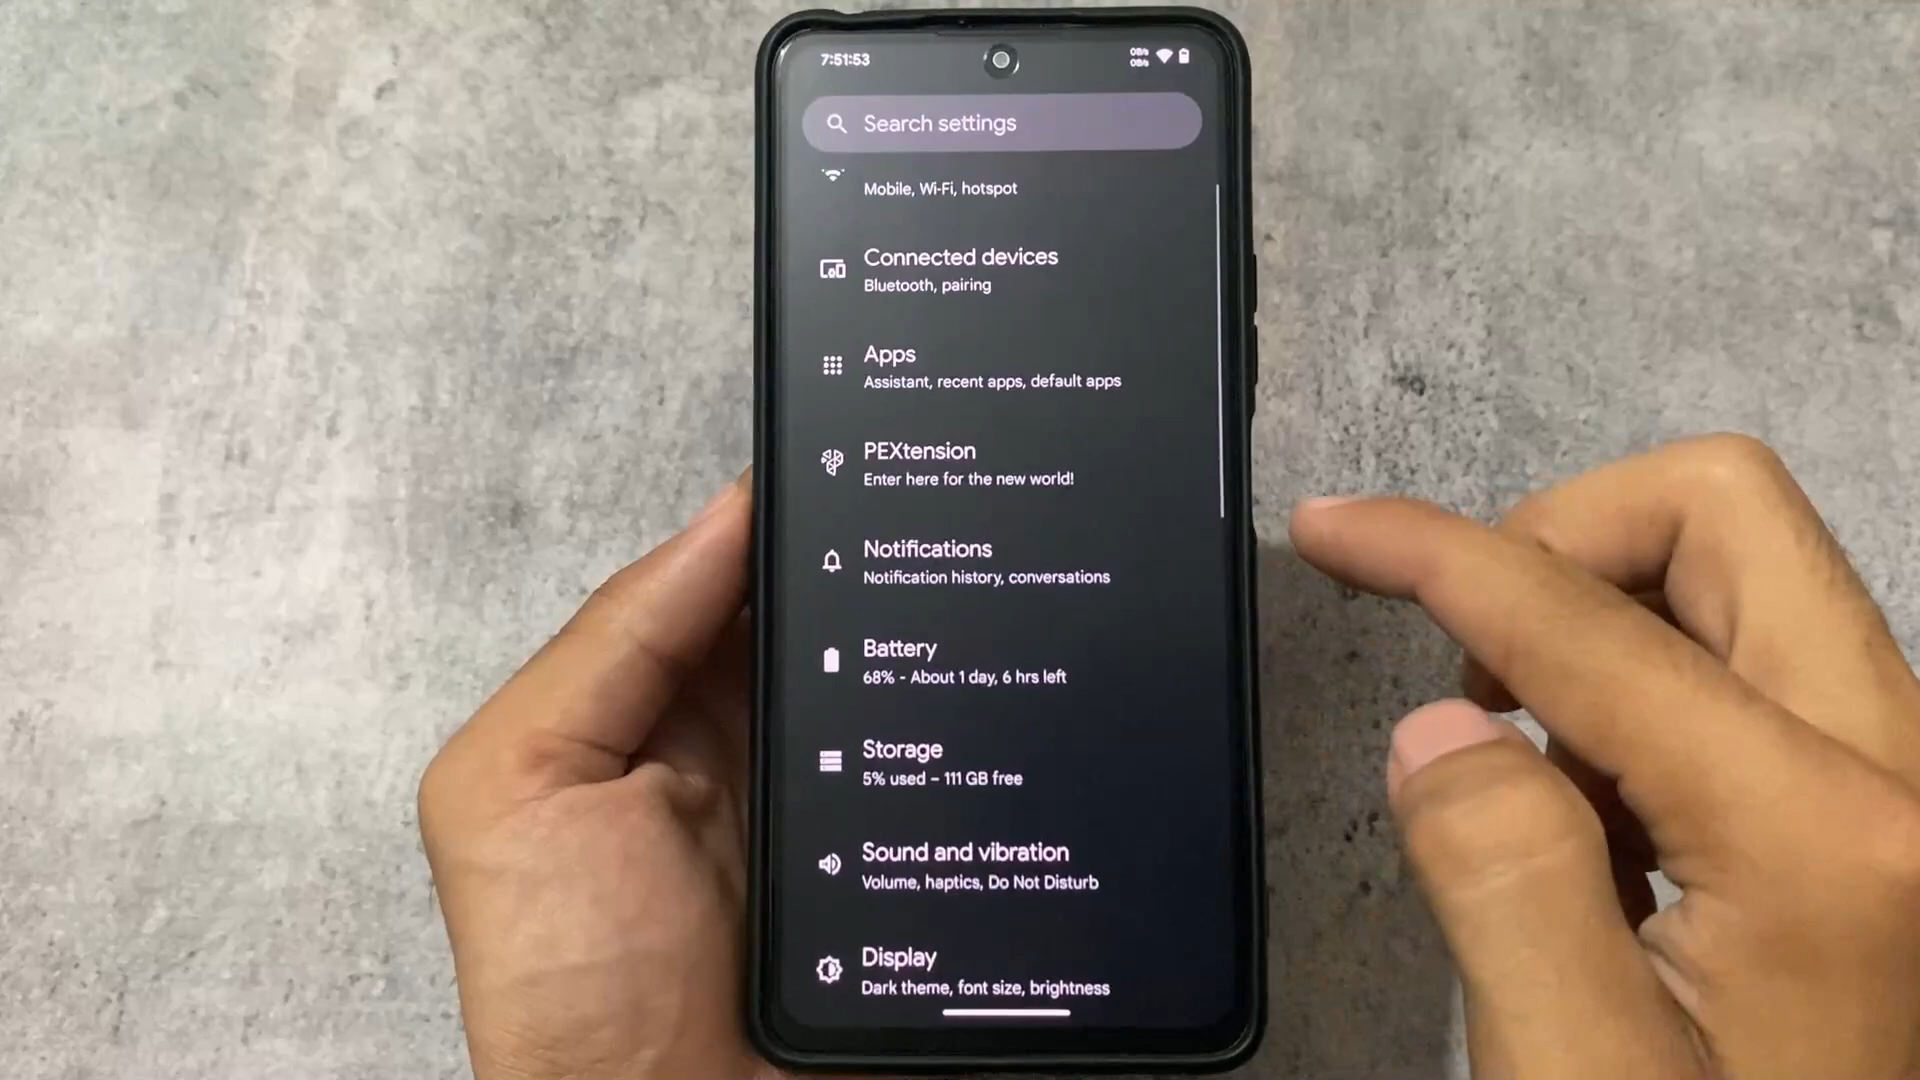 7:51:53
0B/s
0B/s
Search settings
Mobile, Wi-Fi, hotspot
Connected devices
Bluetooth, pairing
Apps
Assistant, recent apps, default apps
PEXtension
Enter here for the new world!
Notifications
Notification history, conversations
Battery
68% - About 1 day, 6 hrs left
Storage
5% used – 111 GB free
Sound and vibration
Volume, haptics, Do Not Disturb
Display
Dark theme, font size, brightness